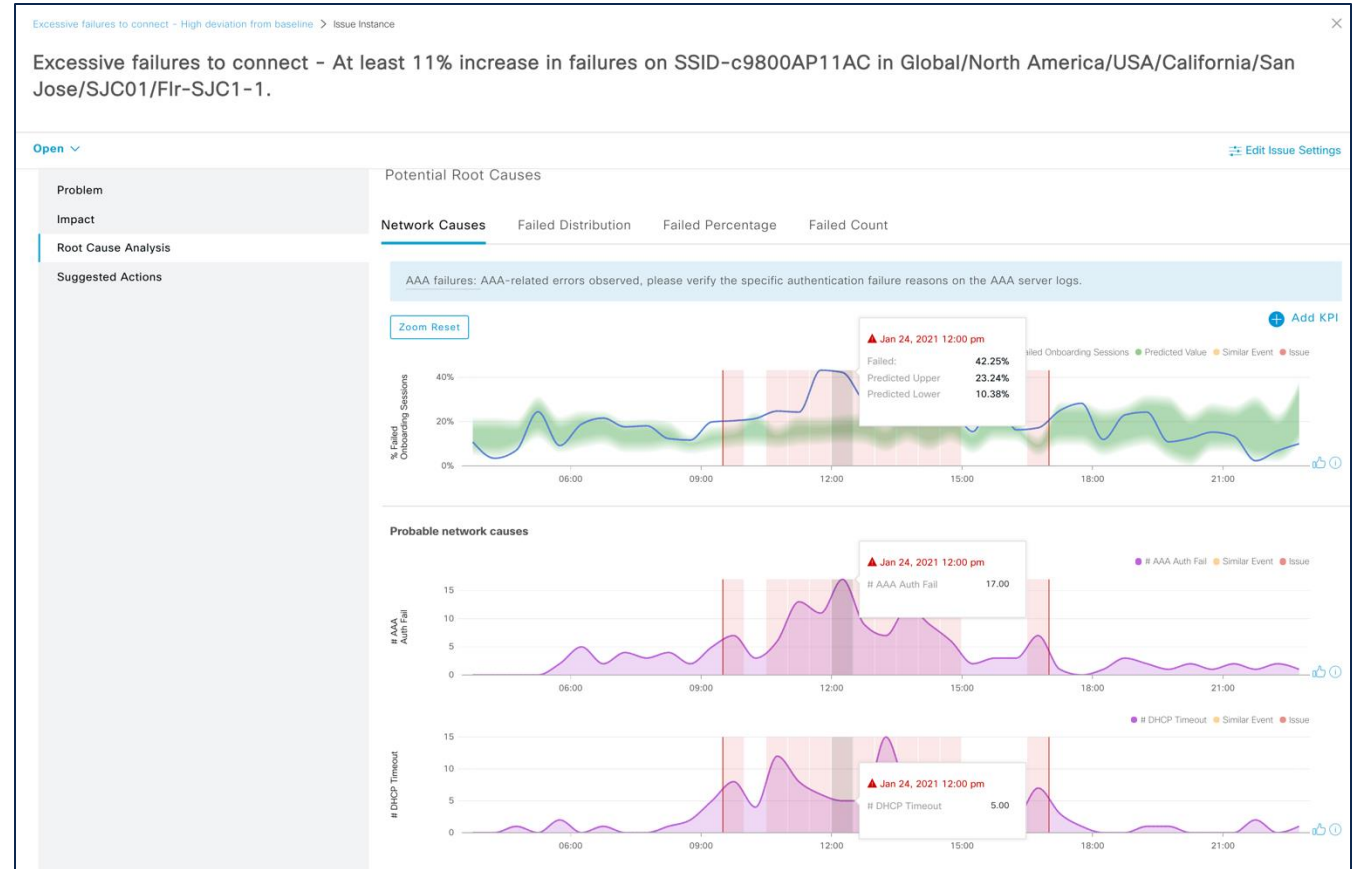 Excessive failures to connect - High deviation from baseline > Issue Instance
Excessive failures to connect - At least 11% increase in failures on SSID-c9800AP11AC in Global/North America/USA/California/San
Jose/SJC01/Flr-SJC1-1.
Open
Edit Issue Settings
Problem
Impact
Root Cause Analysis
Suggested Actions
Potential Root Causes
Network Causes Failed Distribution Failed Percentage Failed Count
AAA failures: AAA-related errors observed, please verify the specific authentication failure reasons on the AAA server logs.
Zoom Reset
Add KPI
Jan 24, 2021 12:00 pm
Failed: 42.25%
Predicted Upper 23.24%
Predicted Lower 10.38%
Onboarding Sessions Predicted Value Similar Event Issue
% Failed
Onboarding Sessions
40%
20%
0%
06:00 09:00 12:00 15:00 18:00 21:00
Probable network causes
Jan 24, 2021 12:00 pm
# AAA Auth Fail 17.00
# AAA Auth Fail Similar Event Issue
# AAA
Auth Fail
15
10
5
0
06:00 09:00 12:00 15:00 18:00 21:00
# DHCP Timeout Similar Event Issue
# DHCP Timeout
15
10
5
0
Jan 24, 2021 12:00 pm
# DHCP Timeout 5.00
06:00 09:00 12:00 15:00 18:00 21:00